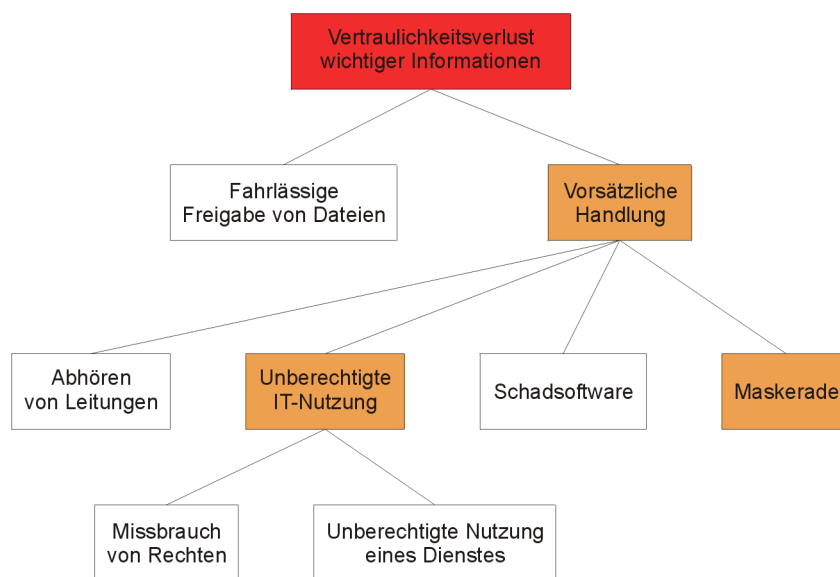 Vertraulichkeitsverlust
wichtiger Informationen
Fahrlässige
Freigabe von Dateien
Vorsätzliche
Handlung
Abhören
von Leitungen
Unberechtigte
IT-Nutzung
Schadsoftware
Maskerade
Missbrauch
von Rechten
Unberechtigte Nutzung
eines Dienstes